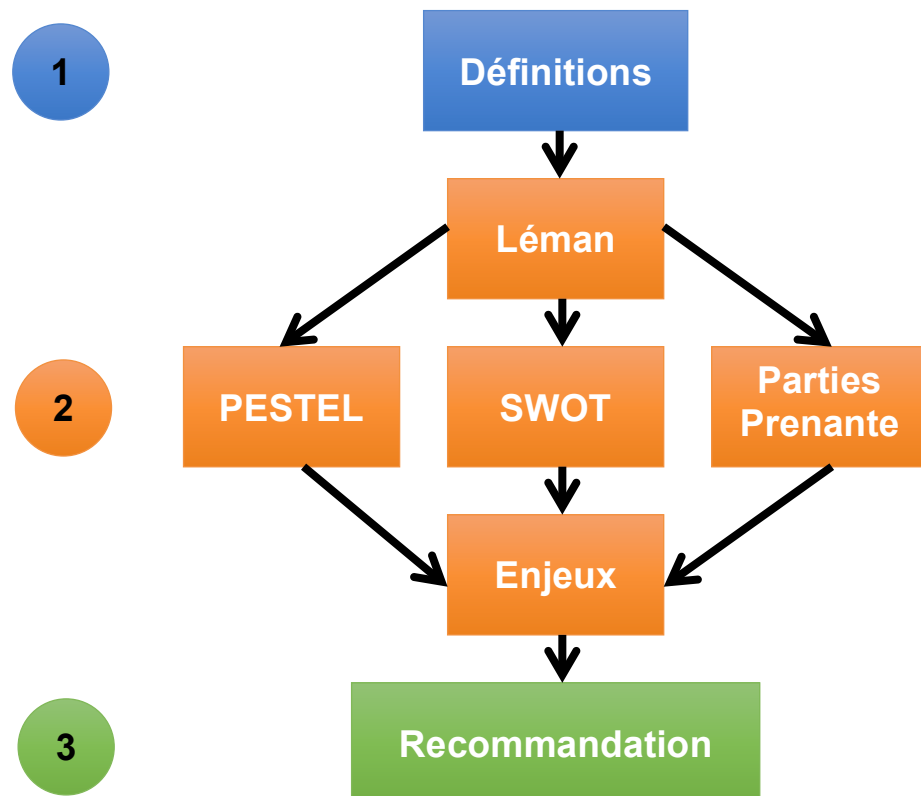 1
Définitions
Léman
2
PESTEL
SWOT
Parties
Prenante
Enjeux
3
Recommandation